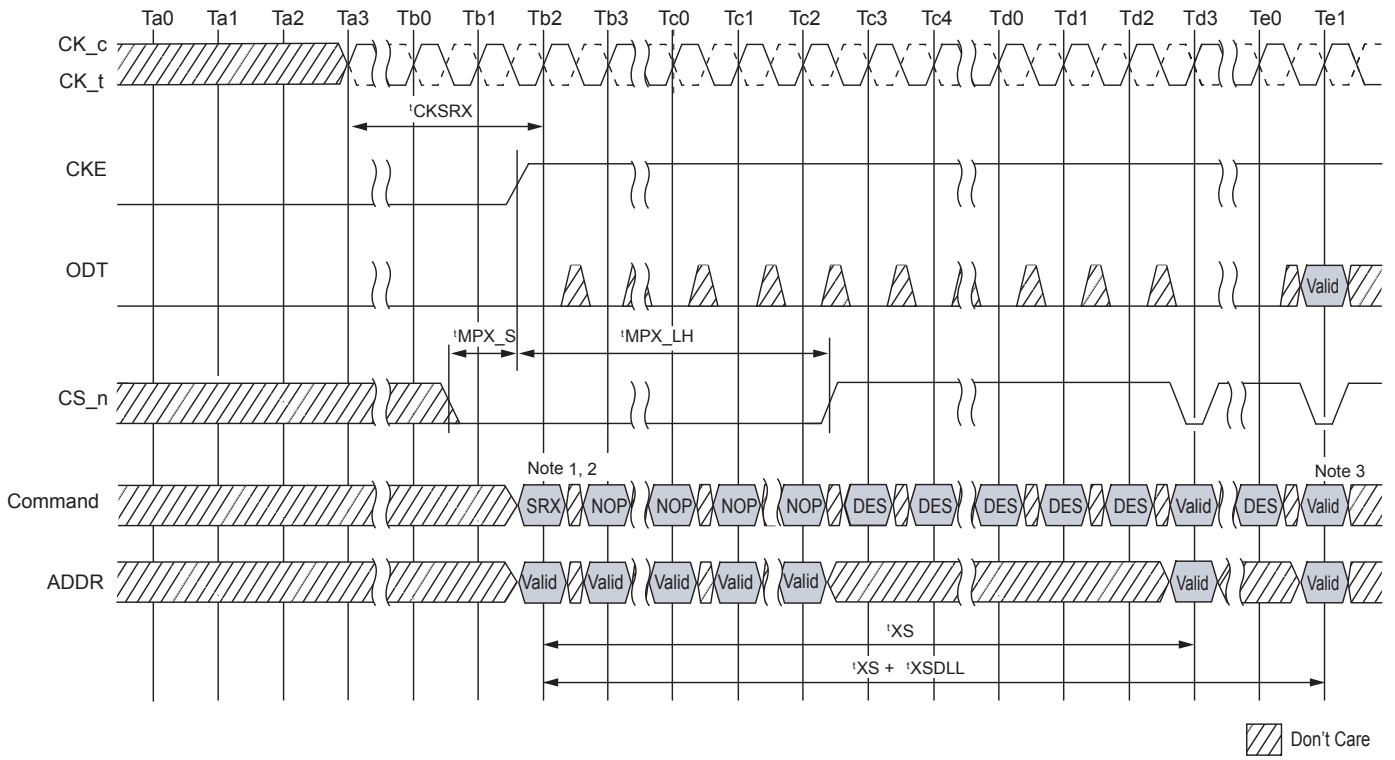 Ta0 Ta1 Ta2 Ta3 Tb0 Tb1 Tb2 Tb3 Tc0 Tc1 Tc2 Tc3 Tc4 Td0 Td1 Td2 Td3 Te0 Te1
CK_c
CK_t
tCKSRX
CKE
ODT
Valid
tMPX_S tMPX_LH
CS_n
Note 1, 2 Note 3
Command SRX NOP NOP NOP NOP DES DES DES DES DES Valid DES Valid
ADDR Valid Valid Valid Valid Valid Valid Valid
tXS
tXS + tXSDLL
Don't Care